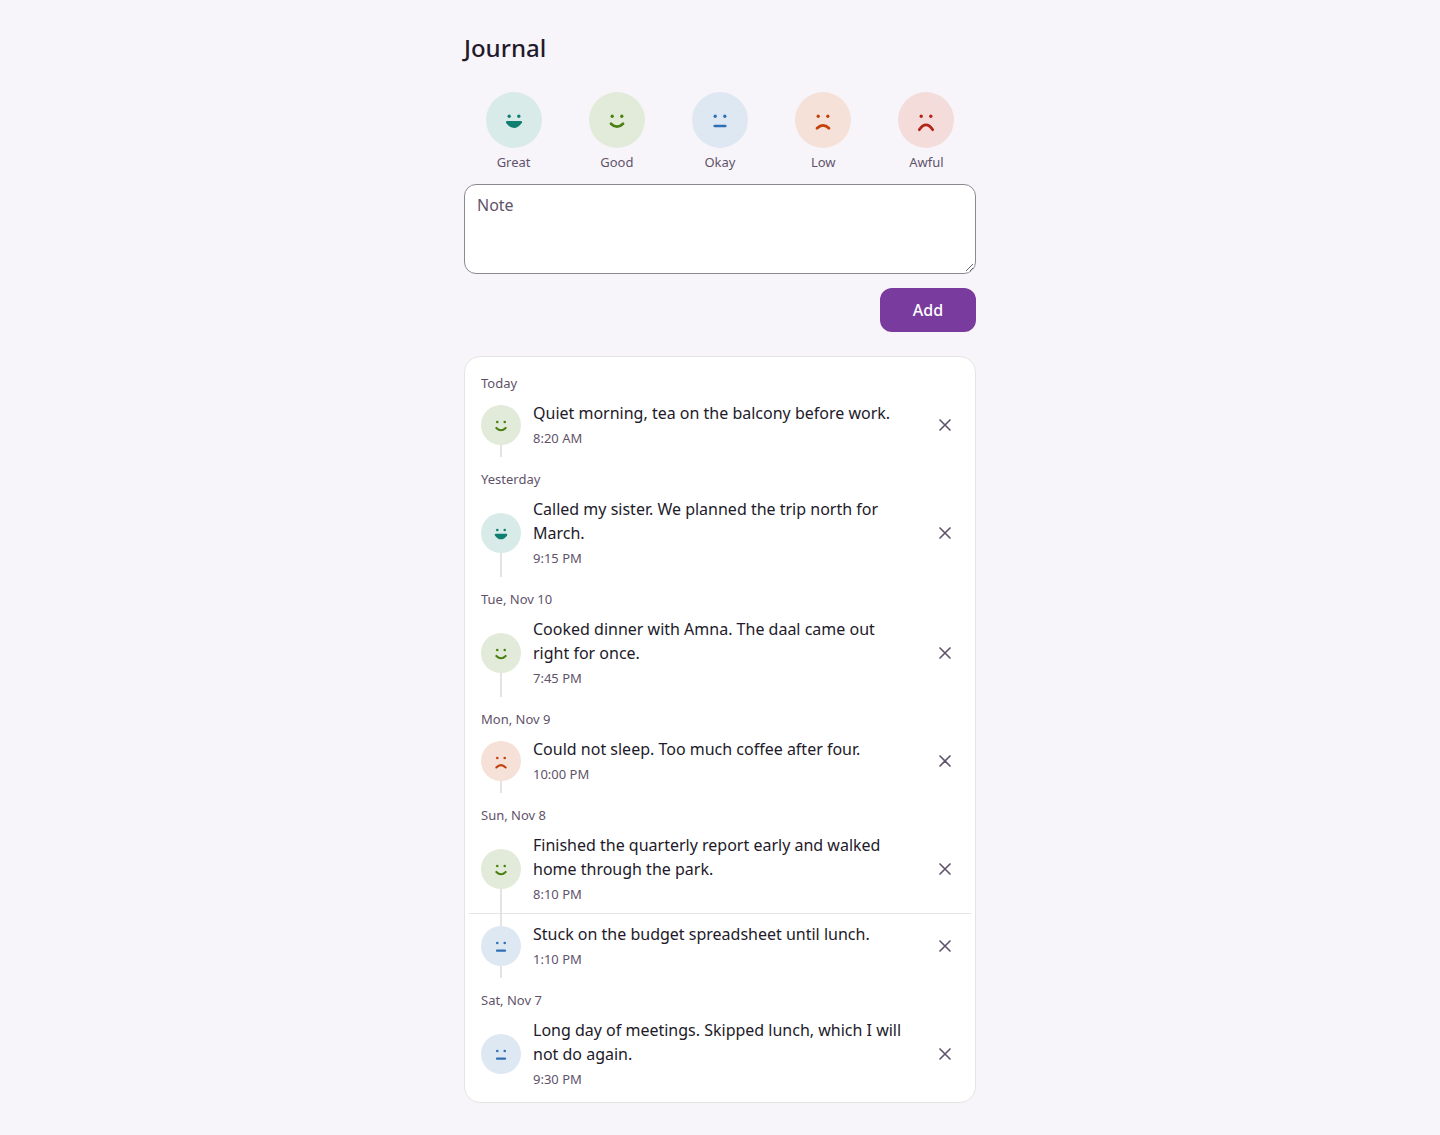 Journal
Great
Good
Okay
Low
Awful
Note
Add
Today
Quiet morning, tea on the balcony before work.
8:20 AM
Yesterday
Called my sister. We planned the trip north for
March.
9:15 PM
Tue, Nov 10
Cooked dinner with Amna. The daal came out
right for once.
7:45 PM
Mon, Nov 9
Could not sleep. Too much coffee after four.
10:00 PM
Sun, Nov 8
Finished the quarterly report early and walked
home through the park.
8:10 PM
Stuck on the budget spreadsheet until lunch.
1:10 PM
Sat, Nov 7
Long day of meetings. Skipped lunch, which I will
not do again.
9:30 PM